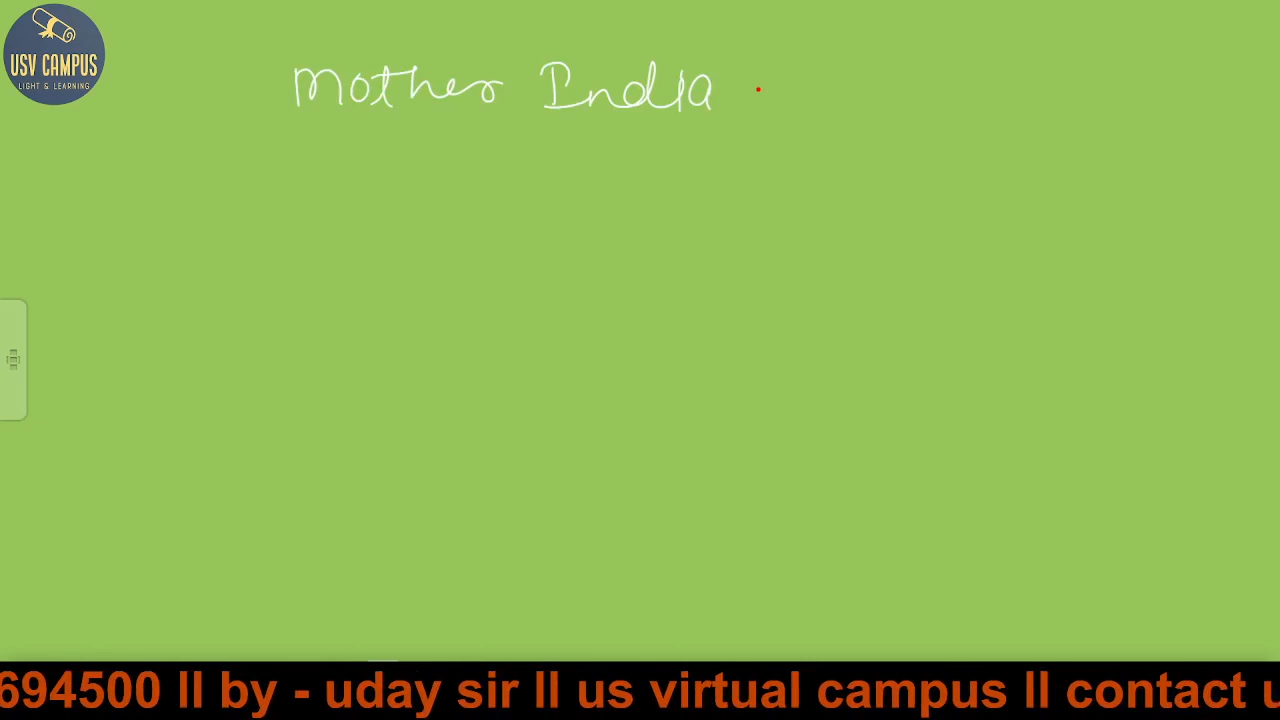 USV CAMPUS
LIGHT & LEARNING
Mother India
694500 ll by - uday sir ll us virtual campus ll contact u